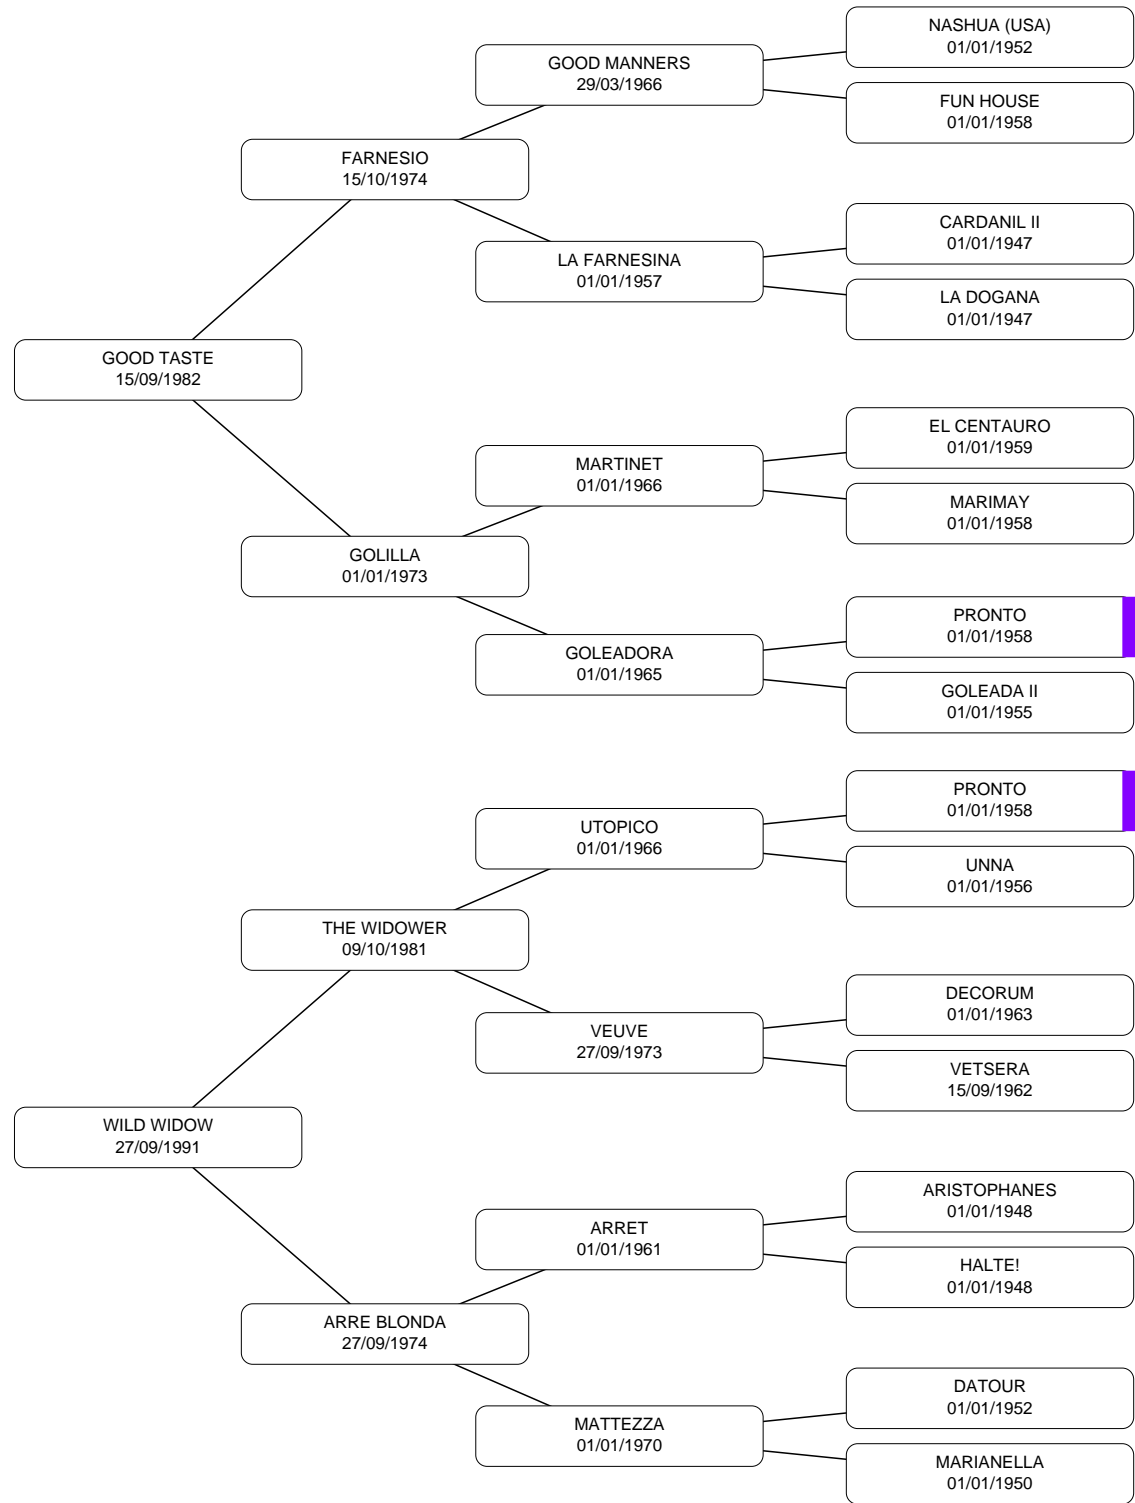 NASHUA (USA)
01/01/1952
GOOD MANNERS
29/03/1966
FUN HOUSE
01/01/1958
FARNESIO
15/10/1974
CARDANIL II
01/01/1947
LA FARNESINA
01/01/1957
LA DOGANA
01/01/1947
GOOD TASTE
15/09/1982
EL CENTAURO
01/01/1959
MARTINET
01/01/1966
MARIMAY
01/01/1958
GOLILLA
01/01/1973
PRONTO
01/01/1958
GOLEADORA
01/01/1965
GOLEADA II
01/01/1955
PRONTO
01/01/1958
UTOPICO
01/01/1966
UNNA
01/01/1956
THE WIDOWER
09/10/1981
DECORUM
01/01/1963
VEUVE
27/09/1973
VETSERA
15/09/1962
WILD WIDOW
27/09/1991
ARISTOPHANES
01/01/1948
ARRET
01/01/1961
HALTE!
01/01/1948
ARRE BLONDA
27/09/1974
DATOUR
01/01/1952
MATTEZZA
01/01/1970
MARIANELLA
01/01/1950